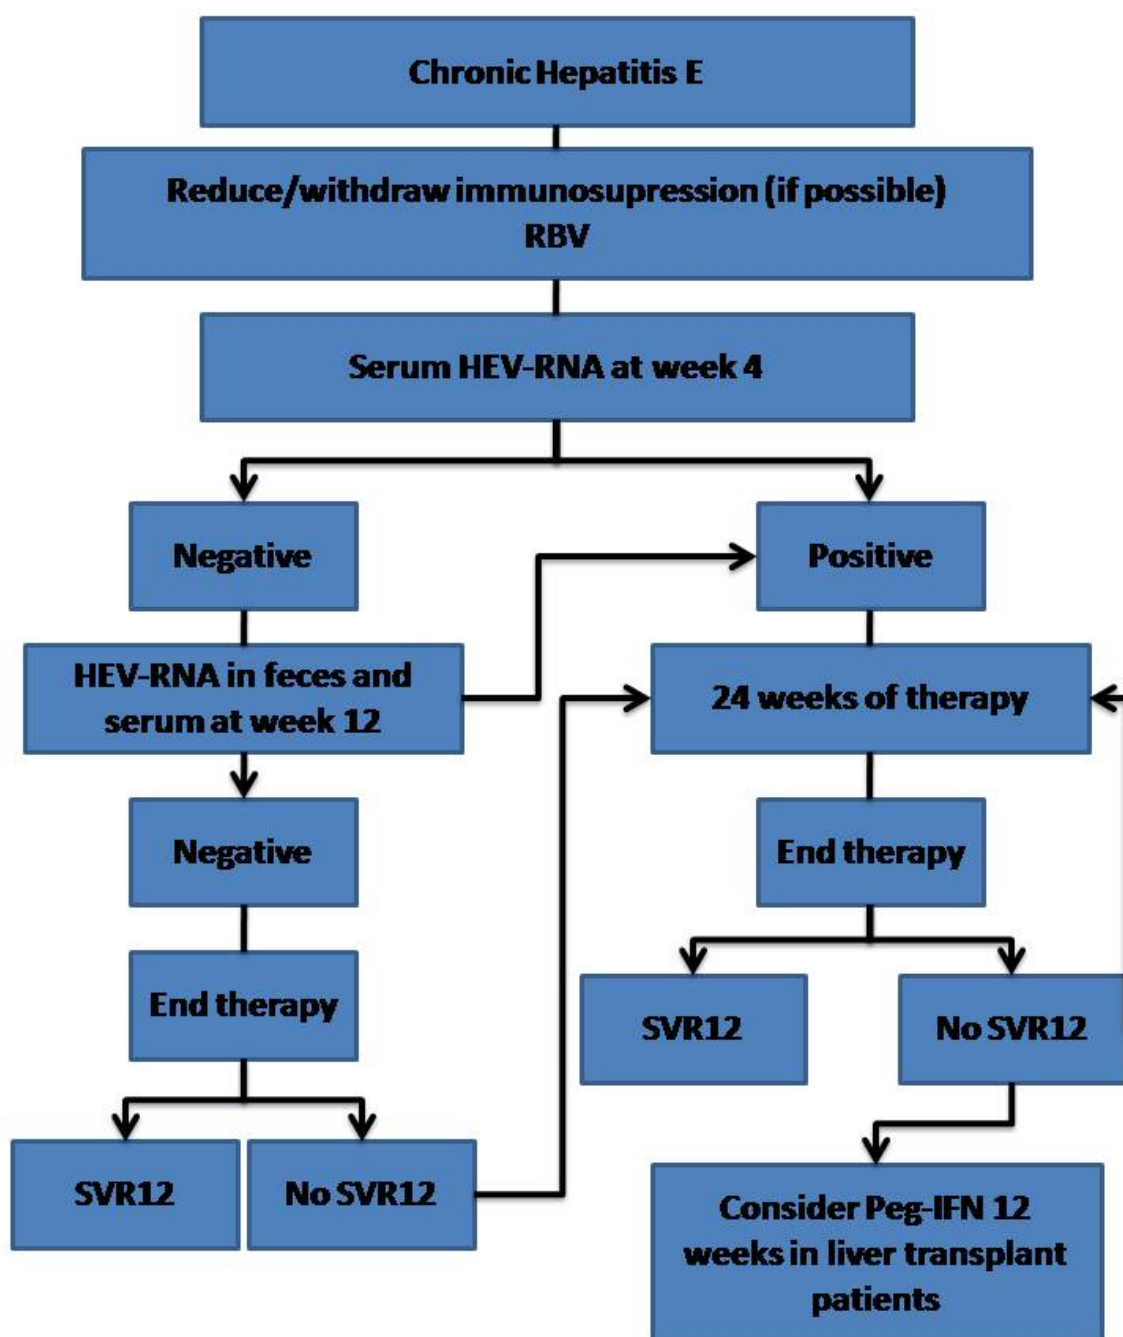 Chronic Hepatitis E
Reduce/withdraw immunosupression (if possible)
RBV
Serum HEV-RNA at week 4
Negative
Positive
HEV-RNA in feces and
serum at week 12
24 weeks of therapy
Negative
End therapy
End therapy
SVR12
No SVR12
SVR12
No SVR12
Consider Peg-IFN 12
weeks in liver transplant
patients